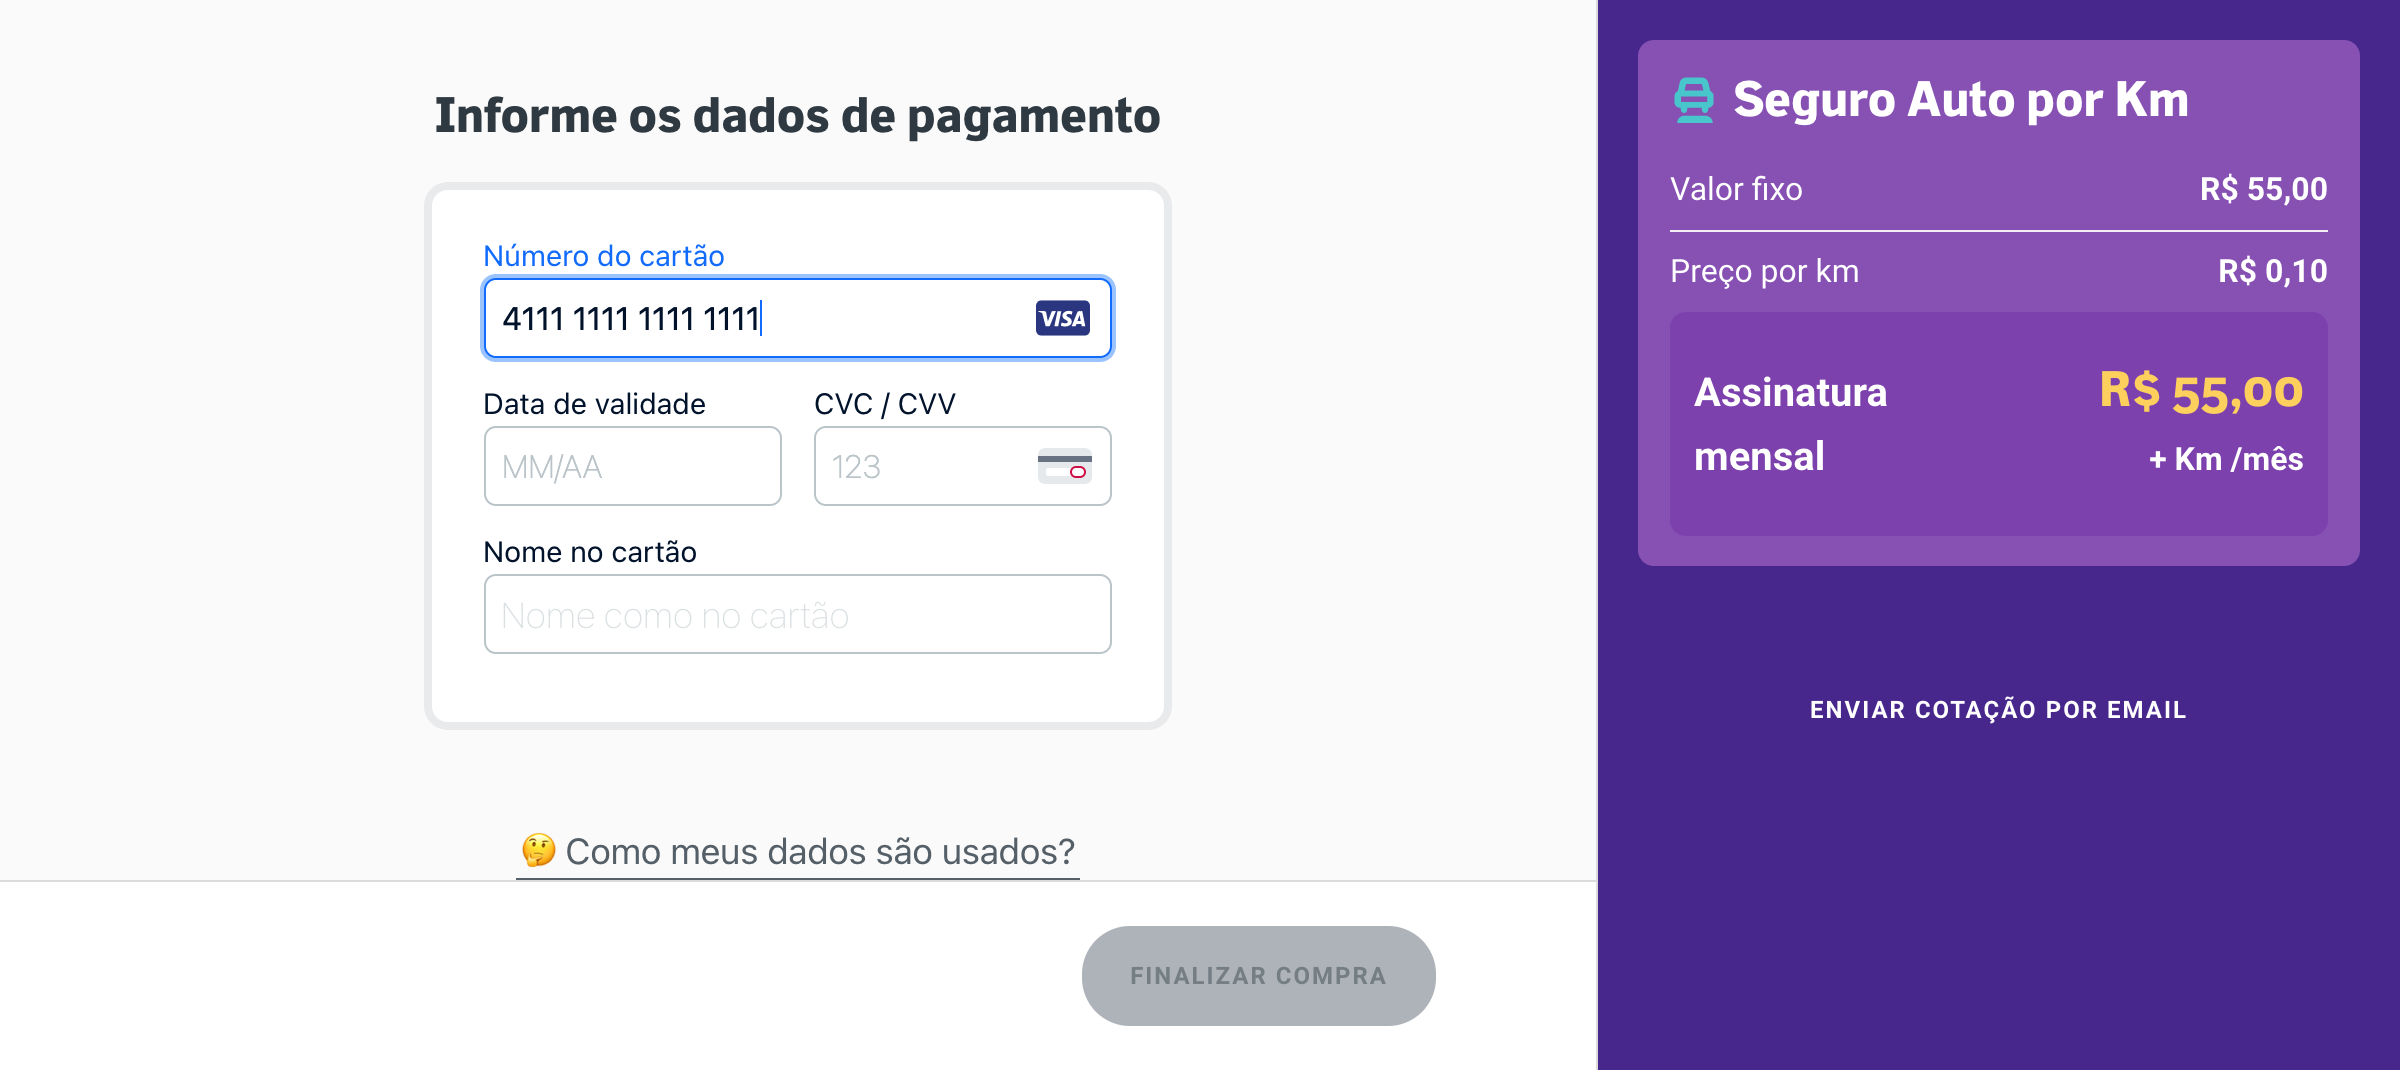 Informe os dados de pagamento
Número do cartão
4111 1111 1111 1111
VISA
Data de validade
CVC / CVV
MM/AA
123
Nome no cartão
Nome como no cartão
🤔 Como meus dados são usados?
FINALIZAR COMPRA
Seguro Auto por Km
Valor fixo R$ 55,00
Preço por km R$ 0,10
Assinatura mensal
R$ 55,00
+ Km /mês
ENVIAR COTAÇÃO POR EMAIL